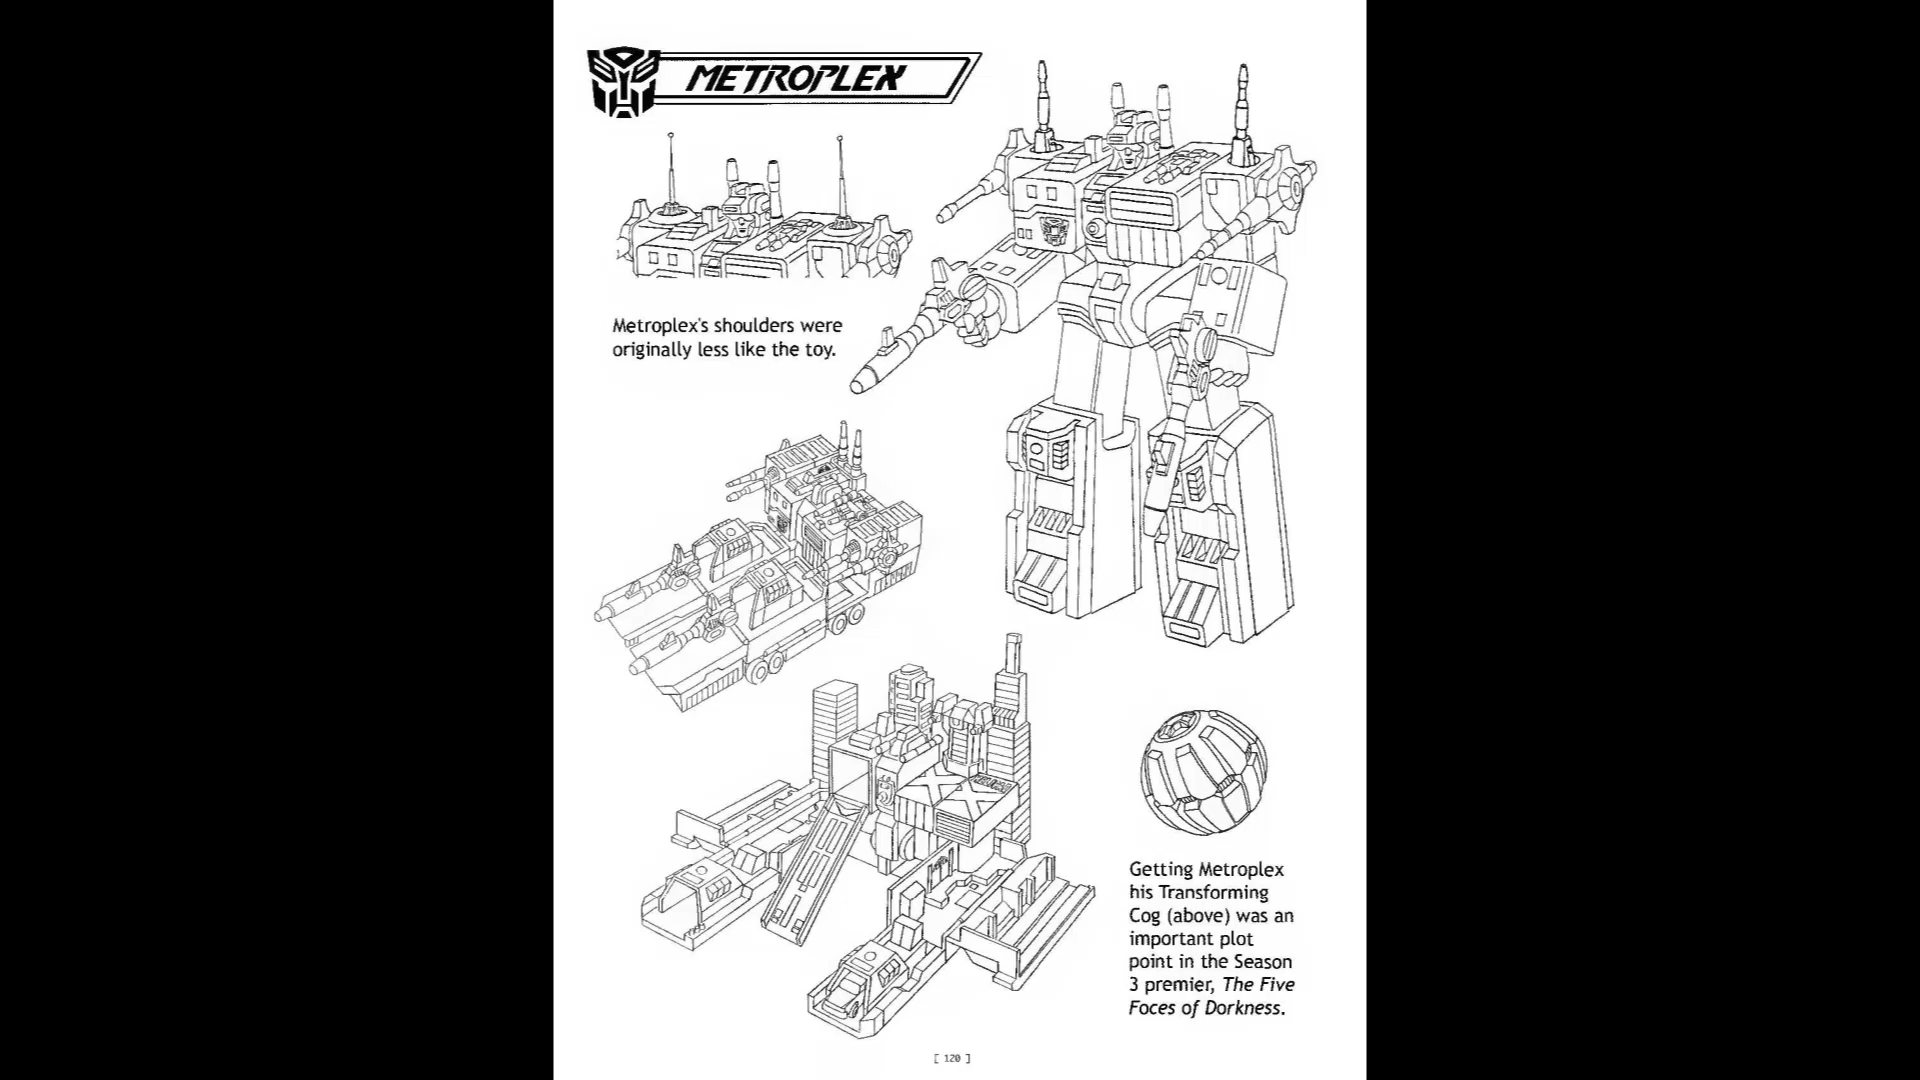 METROPLEX
Metroplex's shoulders were
originally less like the toy.
Getting Metroplex
his Transforming
Cog (above) was an
important plot
point in the Season
3 premier, The Five
Faces of Darkness.
[ 120 ]